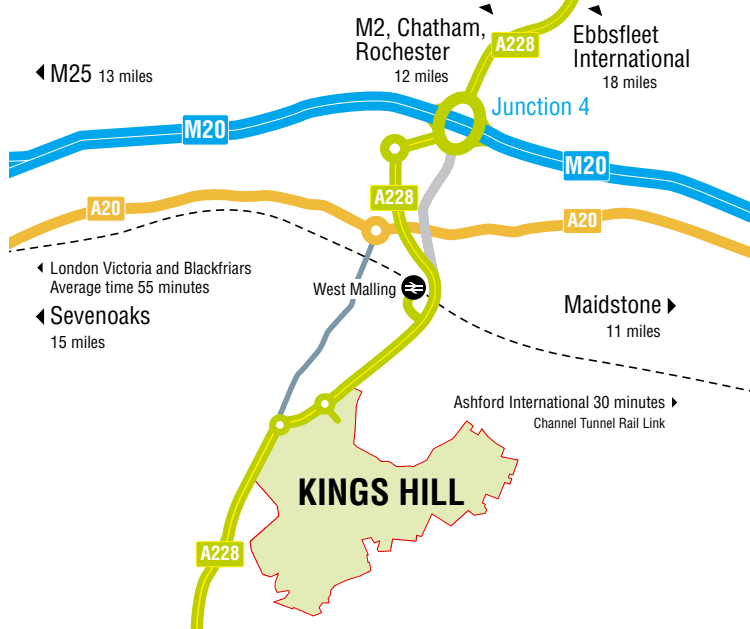 M2, Chatham,
Rochester
12 miles
A228
Ebbsfleet
International
18 miles
M25 13 miles
Junction 4
M20
M20
A228
A20
A20
London Victoria and Blackfriars
Average time 55 minutes
West Malling
Sevenoaks
15 miles
Maidstone
11 miles
Ashford International 30 minutes
Channel Tunnel Rail Link
KINGS HILL
A228